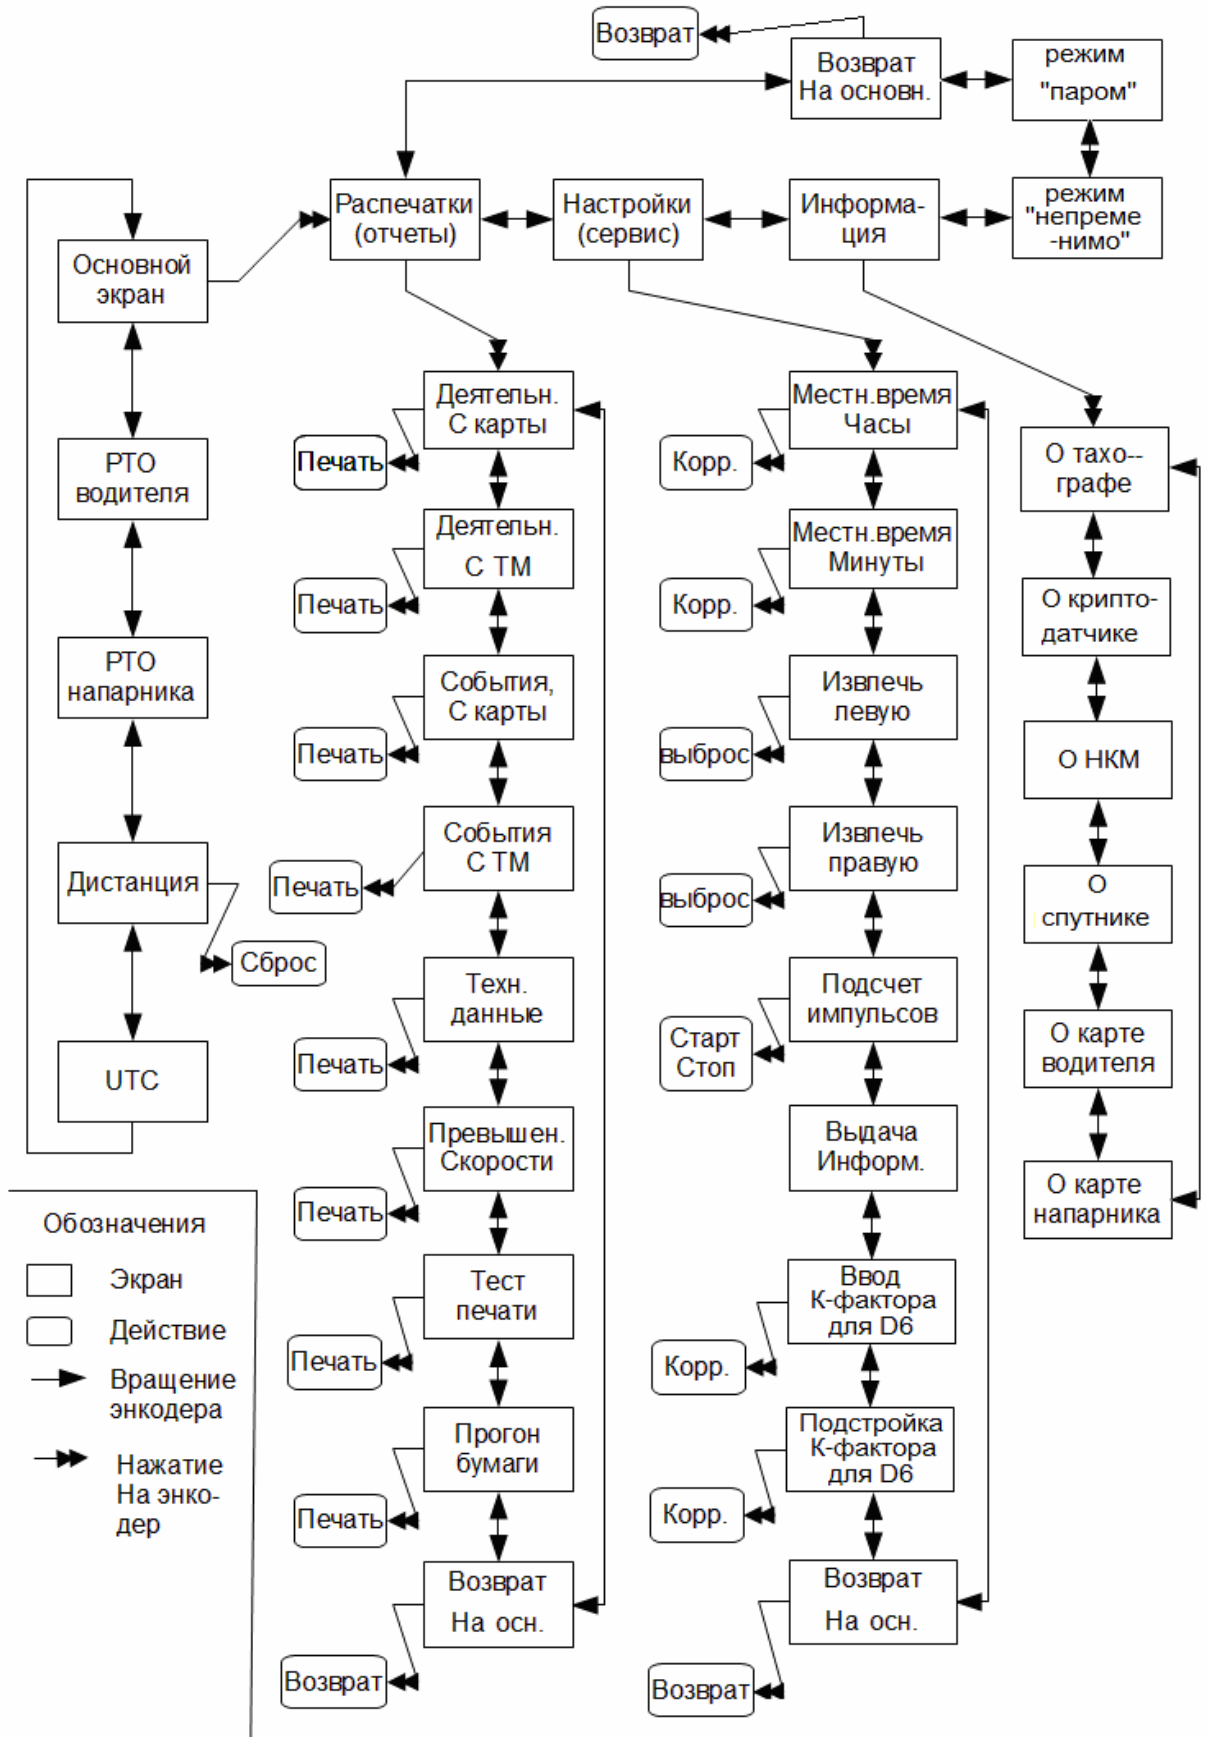 Возврат
Возврат
На основн.
режим
"паром"
Распечатки
(отчеты)
Настройки
(сервис)
Информа-
ция
режим
"непреме
-нимо"
Основной
экран
РТО
водителя
РТО
напарника
Дистанция
Сброс
UTC
Деятельн.
С карты
Печать
Деятельн.
С ТМ
Печать
События,
С карты
Печать
События
С ТМ
Печать
Техн.
данные
Печать
Превышен.
Скорости
Печать
Тест
печати
Печать
Прогон
бумаги
Печать
Возврат
На осн.
Возврат
Местн.время
Часы
Корр.
Местн.время
Минуты
Корр.
Извпечь
левую
выброс
Извпечь
правую
выброс
Подсчет
импульсов
Старт
Стоп
Выдача
Информ.
Ввод
К-фактора
для D6
Корр.
Подстройка
К-фактора
для D6
Корр.
Возврат
На осн.
Возврат
О тахо--
графе
О крипто-
датчике
О НКМ
О
спутнике
О карте
водителя
О карте
напарника
Обозначения
Экран
Действие
Вращение
энкодера
Нажатие
На энко-
дер